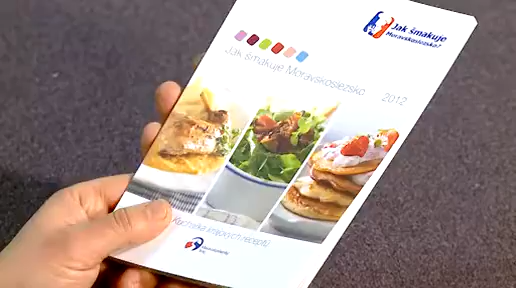 Jak šmakuje
Moravskoslezsko?
Jak šmakuje Moravskoslezsko 2012
Kuchařka krajových receptů